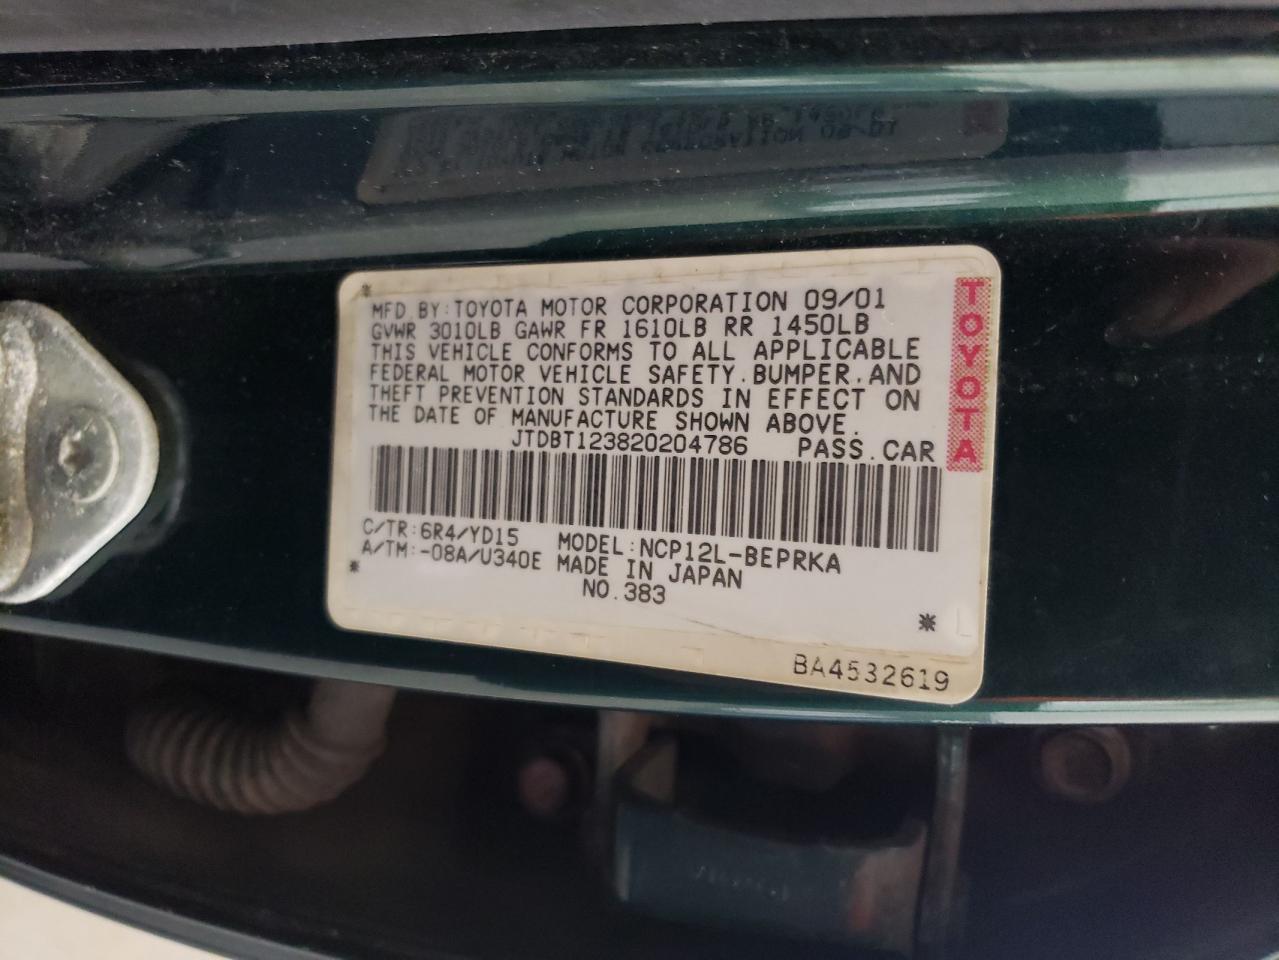 MFD. BY: TOYOTA MOTOR CORPORATION 09/01
GVWR 3010LB GAWR FR 1610LB RR 1450LB
THIS VEHICLE CONFORMS TO ALL APPLICABLE
FEDERAL MOTOR VEHICLE SAFETY, BUMPER, AND
THEFT PREVENTION STANDARDS IN EFFECT ON
THE DATE OF MANUFACTURE SHOWN ABOVE.
JTDBT123820204786 PASS. CAR
TOYOTA
C/TR: 6R4/YD15 MODEL: NCP12L-BEPRKA
A/TM: -08A/U340E MADE IN JAPAN
NO. 383
L
BA4532619